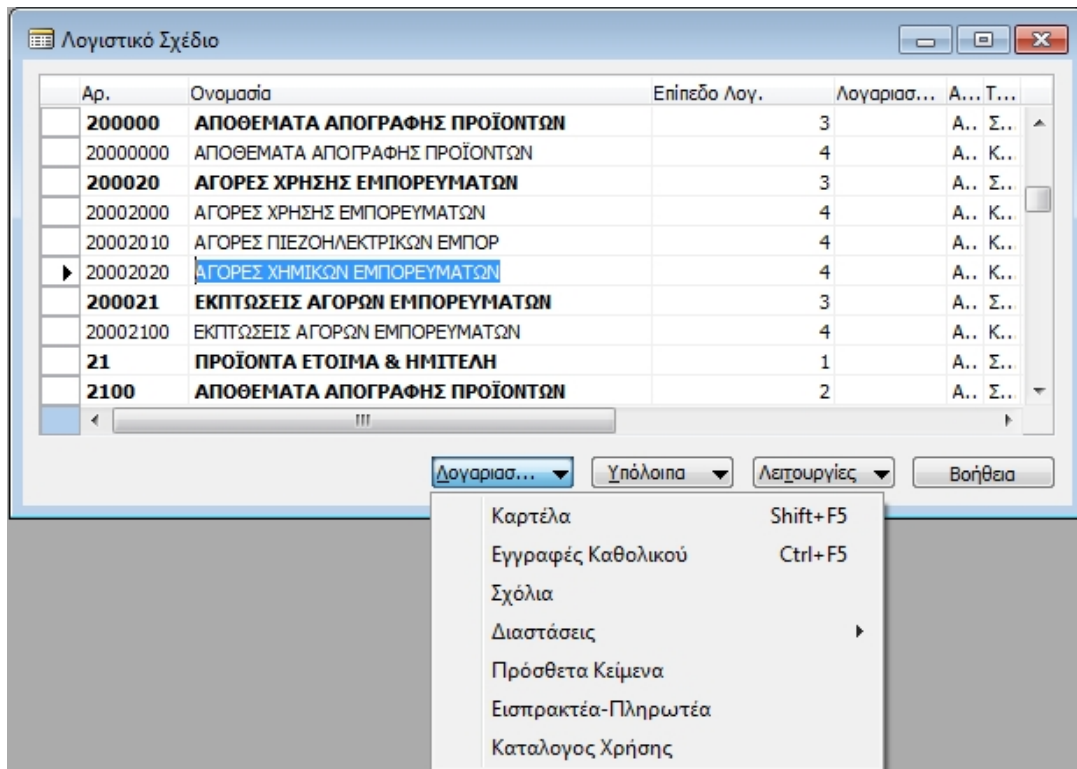 Λογιστικό Σχέδιο
Αρ. Ονομασία Επίπεδο Λογ. Λογαριασ... Α... Τ...
200000 ΑΠΟΘΕΜΑΤΑ ΑΠΟΓΡΑΦΗΣ ΠΡΟΪΟΝΤΩΝ 3 Α.. Σ..
20000000 ΑΠΟΘΕΜΑΤΑ ΑΠΟΓΡΑΦΗΣ ΠΡΟΪΟΝΤΩΝ 4 Α.. Κ..
200020 ΑΓΟΡΕΣ ΧΡΗΣΗΣ ΕΜΠΟΡΕΥΜΑΤΩΝ 3 Α.. Σ..
20002000 ΑΓΟΡΕΣ ΧΡΗΣΗΣ ΕΜΠΟΡΕΥΜΑΤΩΝ 4 Α.. Κ..
20002010 ΑΓΟΡΕΣ ΠΙΕΖΟΗΛΕΚΤΡΙΚΩΝ ΕΜΠΟΡ 4 Α.. Κ..
20002020 ΑΓΟΡΕΣ ΧΗΜΙΚΩΝ ΕΜΠΟΡΕΥΜΑΤΩΝ 4 Α.. Κ..
200021 ΕΚΠΤΩΣΕΙΣ ΑΓΟΡΩΝ ΕΜΠΟΡΕΥΜΑΤΩΝ 3 Α.. Σ..
20002100 ΕΚΠΤΩΣΕΙΣ ΑΓΟΡΩΝ ΕΜΠΟΡΕΥΜΑΤΩΝ 4 Α.. Κ..
21 ΠΡΟΪΟΝΤΑ ΕΤΟΙΜΑ & ΗΜΙΤΕΛΗ 1 Α.. Σ..
2100 ΑΠΟΘΕΜΑΤΑ ΑΠΟΓΡΑΦΗΣ ΠΡΟΪΟΝΤΩΝ 2 Α.. Σ..
Λογαριασ... Υπόλοιπα Λειτουργίες Βοήθεια
Καρτέλα Shift+F5
Εγγραφές Καθολικού Ctrl+F5
Σχόλια
Διαστάσεις
Πρόσθετα Κείμενα
Εισπρακτέα-Πληρωτέα
Καταλογος Χρήσης